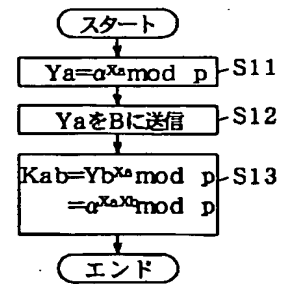 スタート
Ya=α^Xa mod p S11
YaをBに送信 S12
Kab=Yb^Xa mod p S13
=α^XaXb mod p
エンド